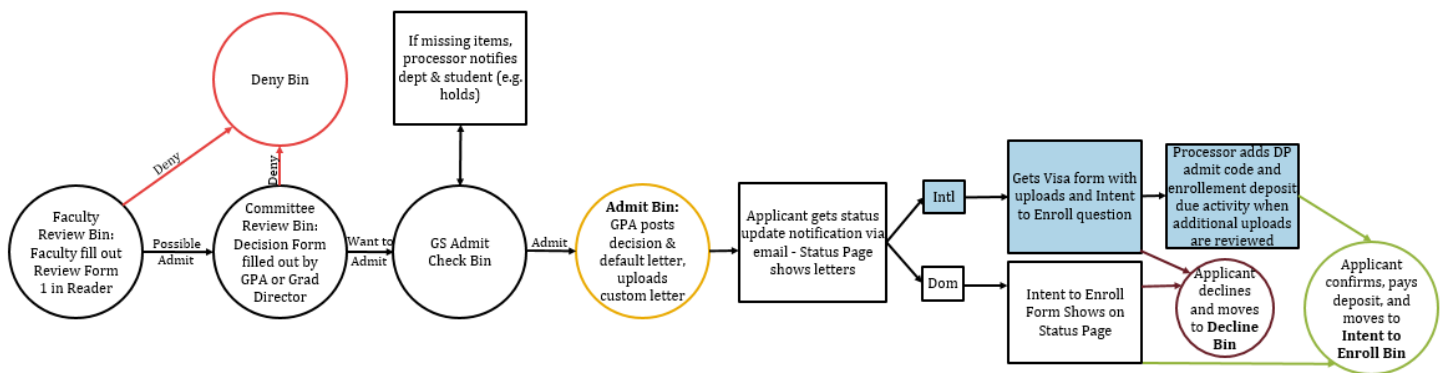 Deny Bin
If missing items,
processor notifies
dept & student (e.g.
holds)
Deny
Deny
Faculty
Review Bin:
Faculty fill out
Review Form
1 in Reader
Possible
Admit
Committee
Review Bin:
Decision Form
filled out by
GPA or Grad
Director
Want to
Admit
GS Admit
Check Bin
Admit
Admit Bin:
GPA posts
decision &
default letter,
uploads
custom letter
Applicant gets status
update notification via
email - Status Page
shows letters
Intl
Dom
Gets Visa form with
uploads and Intent
to Enroll question
Processor adds DP
admit code and
enrollement deposit
due activity when
additional uploads
are reviewed
Intent to Enroll
Form Shows on
Status Page
Applicant
declines
and moves
to Decline
Bin
Applicant
confirms, pays
deposit, and
moves to
Intent to
Enroll Bin